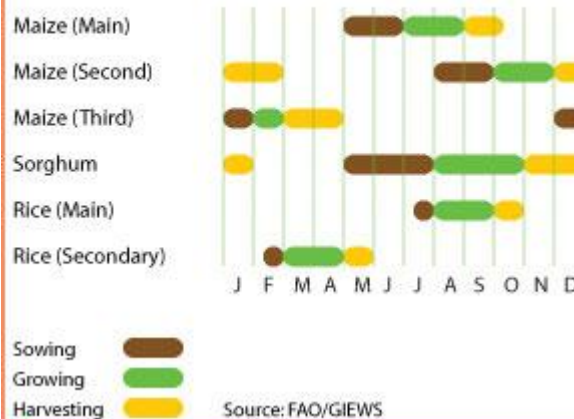 Maize (Main)
Maize (Second)
Maize (Third)
Sorghum
Rice (Main)
Rice (Secondary)
J F M A M J J A S O N D
Sowing
Growing
Harvesting
Source: FAO/GIEWS